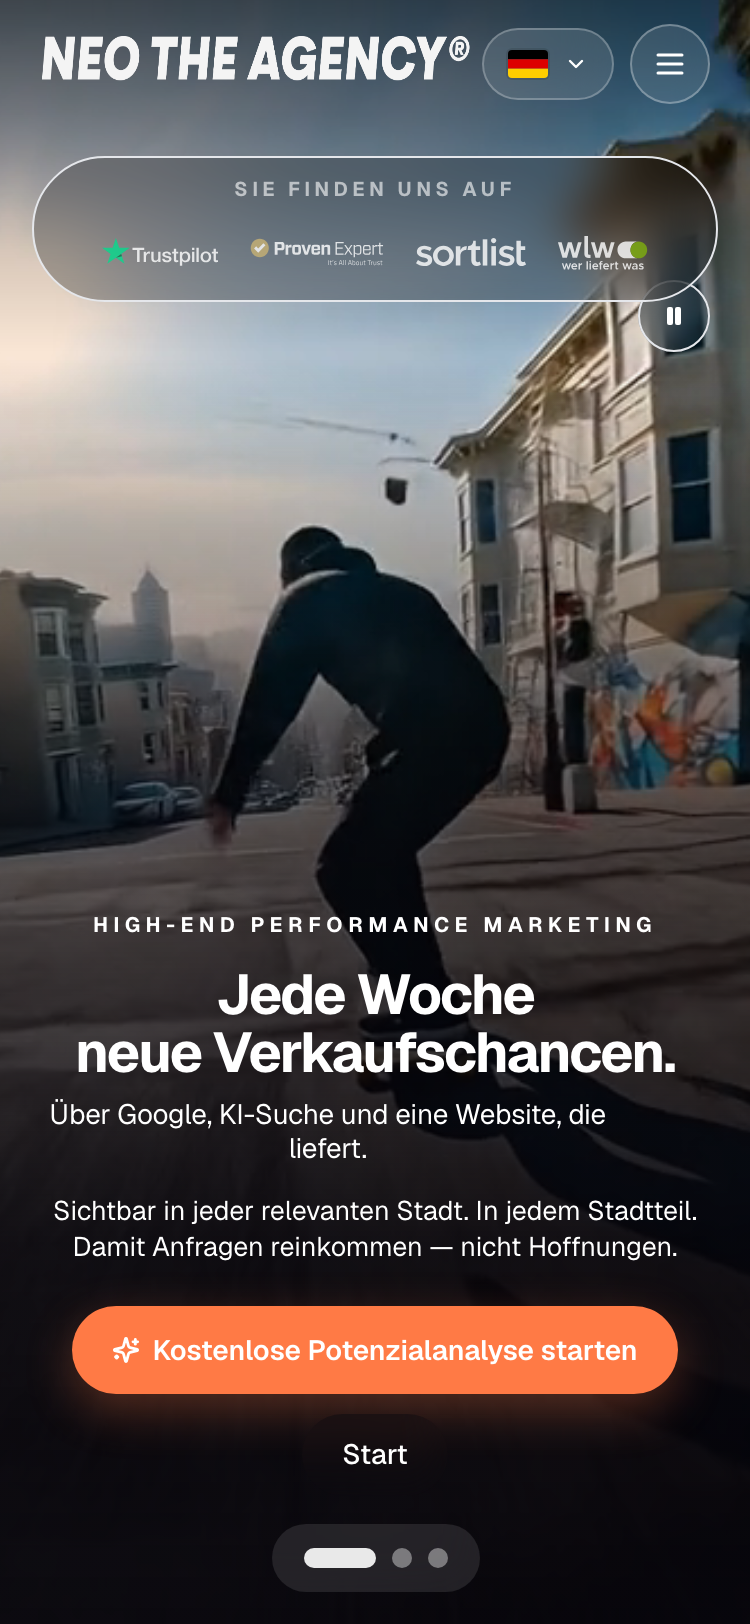 NEO THE AGENCY®
SIE FINDEN UNS AUF
Trustpilot
Proven Expert
It's All About Trust
sortlist
wlw
wer liefert was
HIGH-END PERFORMANCE MARKETING
Jede Woche
neue Verkaufschancen.
Über Google, KI-Suche und eine Website, die
liefert.
Sichtbar in jeder relevanten Stadt. In jedem Stadtteil.
Damit Anfragen reinkommen — nicht Hoffnungen.
Kostenlose Potenzialanalyse starten
Start